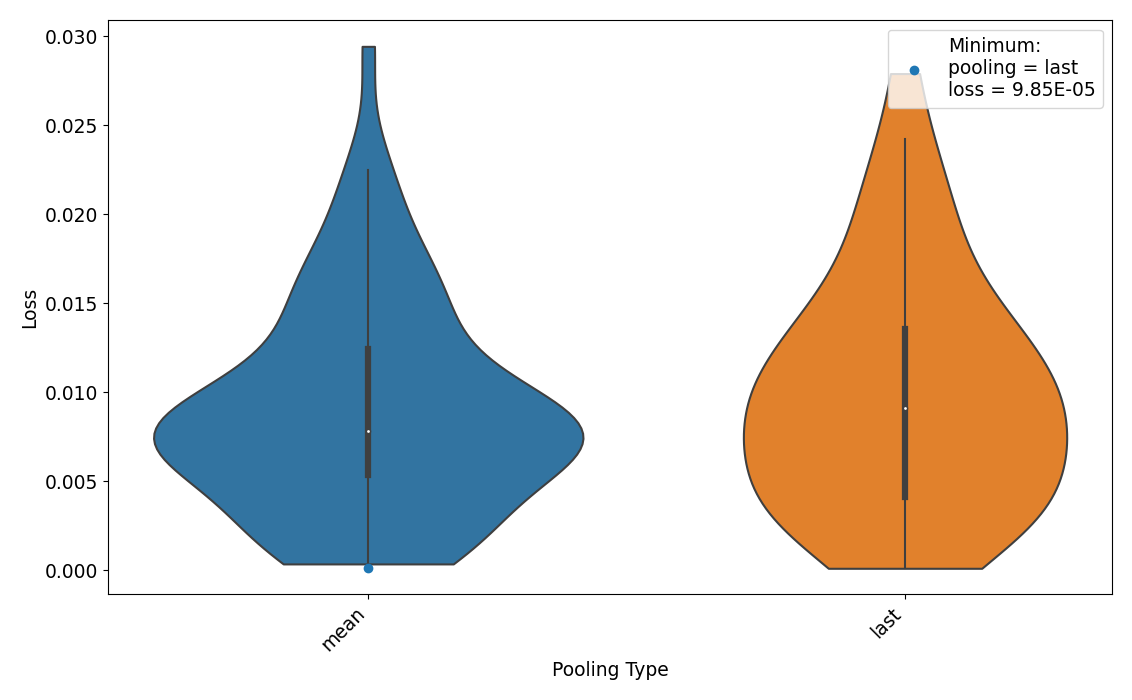 0.030
0.025
0.020
0.015
0.010
0.005
0.000
Loss
Minimum:
pooling = last
loss = 9.85E-05
mean
last
Pooling Type